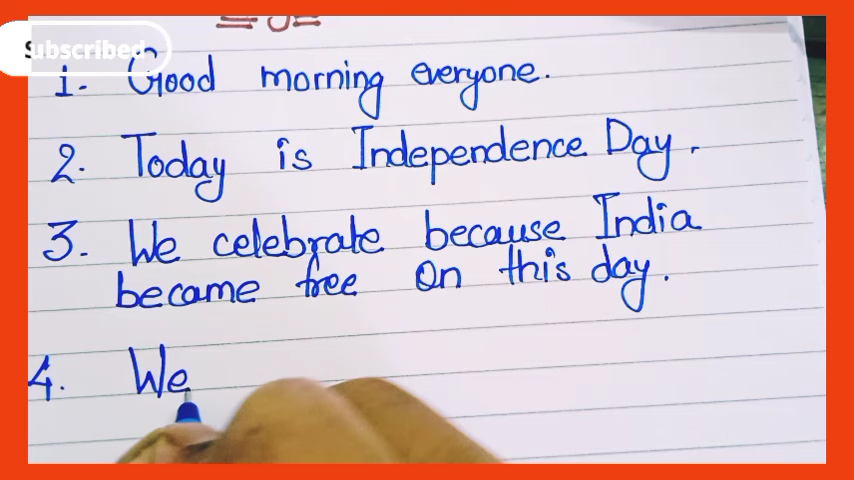 Subscribed
1. Good morning everyone.
2. Today is Independence Day.
3. We celebrate because India
became free on this day.
4. We